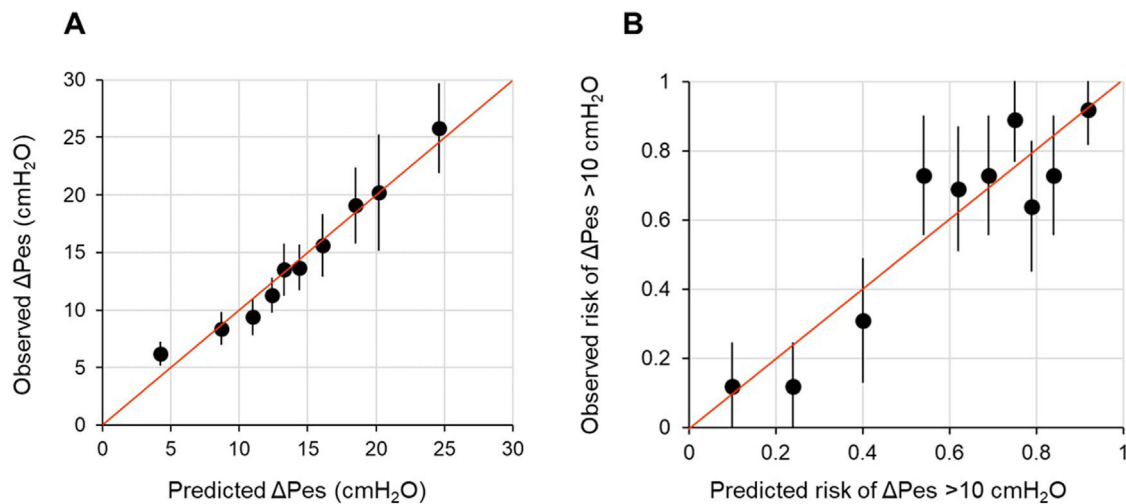 A
30
25
20
15
10
5
0
Observed ΔPes (cmH₂O)
0 5 10 15 20 25 30
Predicted ΔPes (cmH₂O)
B
1
0.8
0.6
0.4
0.2
0
Observed risk of ΔPes >10 cmH₂O
0 0.2 0.4 0.6 0.8 1
Predicted risk of ΔPes >10 cmH₂O